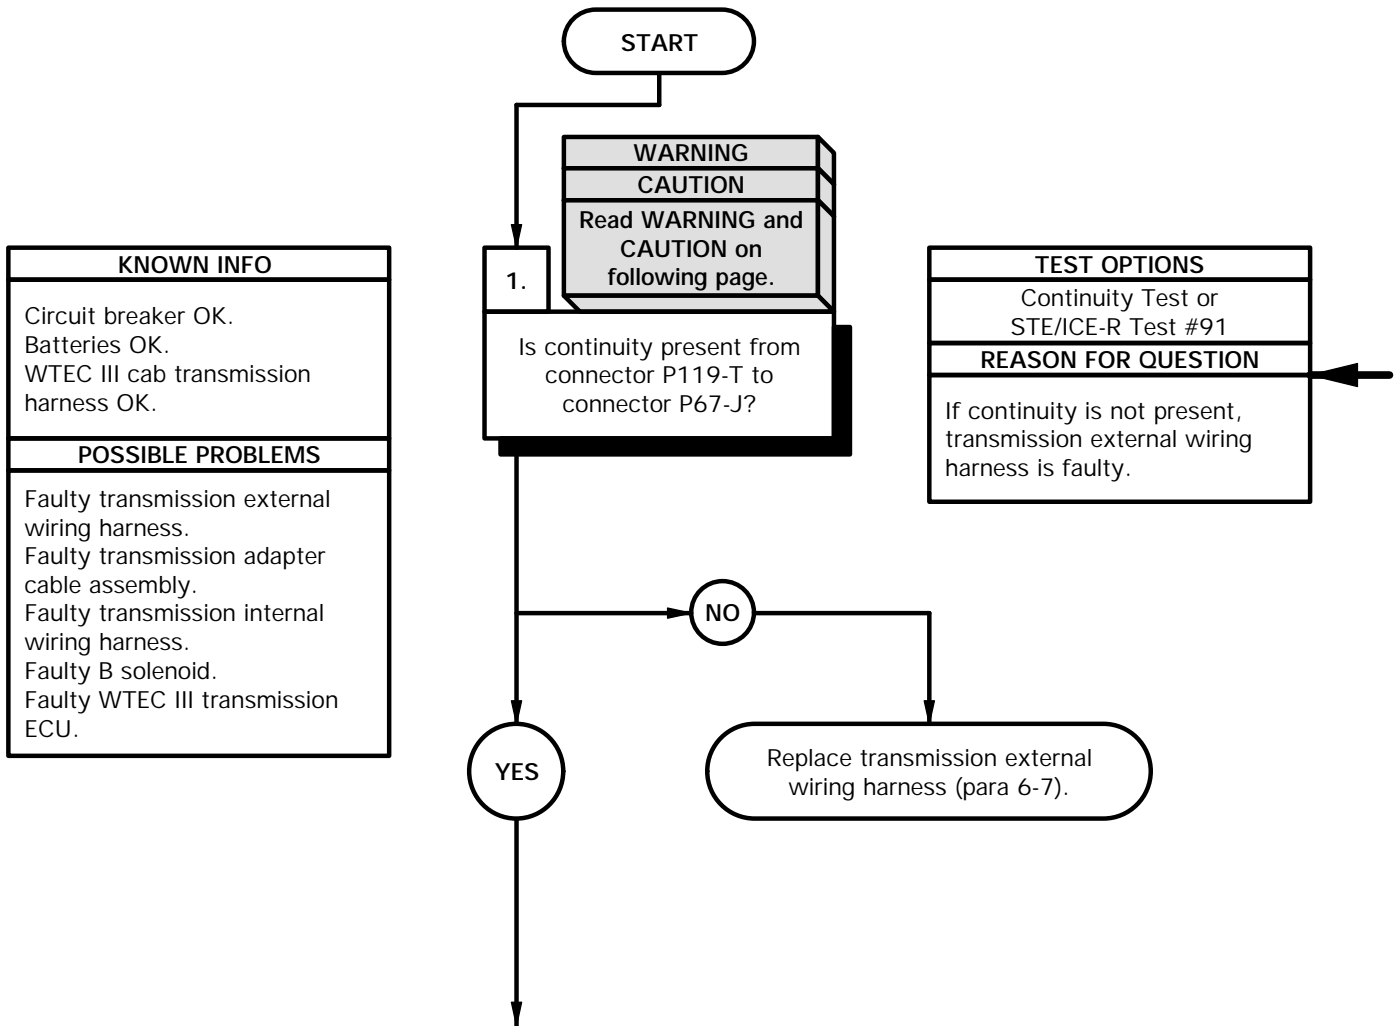 START
WARNING
CAUTION
Read WARNING and
CAUTION on
following page.
1.
Is continuity present from
connector P119-T to
connector P67-J?
KNOWN INFO
Circuit breaker OK.
Batteries OK.
WTEC III cab transmission
harness OK.
POSSIBLE PROBLEMS
Faulty transmission external
wiring harness.
Faulty transmission adapter
cable assembly.
Faulty transmission internal
wiring harness.
Faulty B solenoid.
Faulty WTEC III transmission
ECU.
TEST OPTIONS
Continuity Test or
STE/ICE-R Test #91
REASON FOR QUESTION
If continuity is not present,
transmission external wiring
harness is faulty.
NO
YES
Replace transmission external
wiring harness (para 6-7).